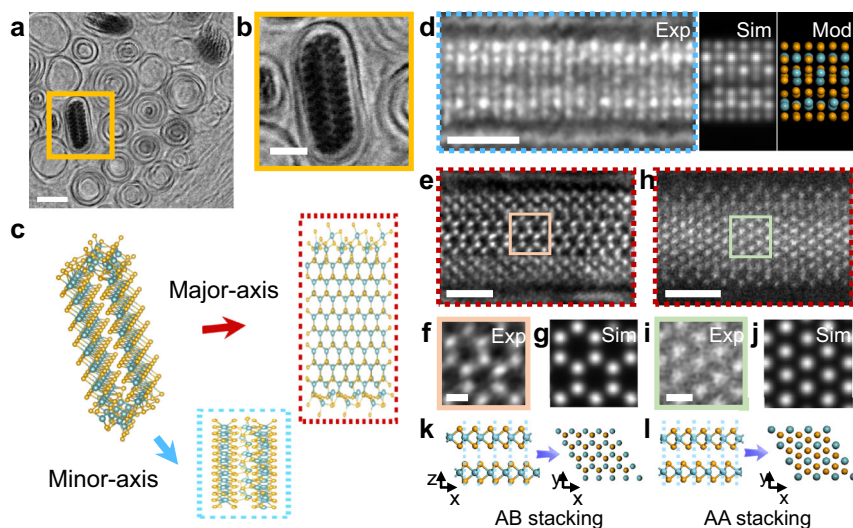 a
b
d
Exp
Sim
Mod
e
h
c
Major-axis
Minor-axis
f
Exp
g
Sim
i
Exp
j
Sim
k
z
x
y
x
AB stacking
l
z
x
y
x
AA stacking